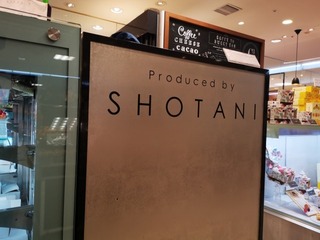 Coffee
CHEESE
cacao
Produced by
SHOTANI